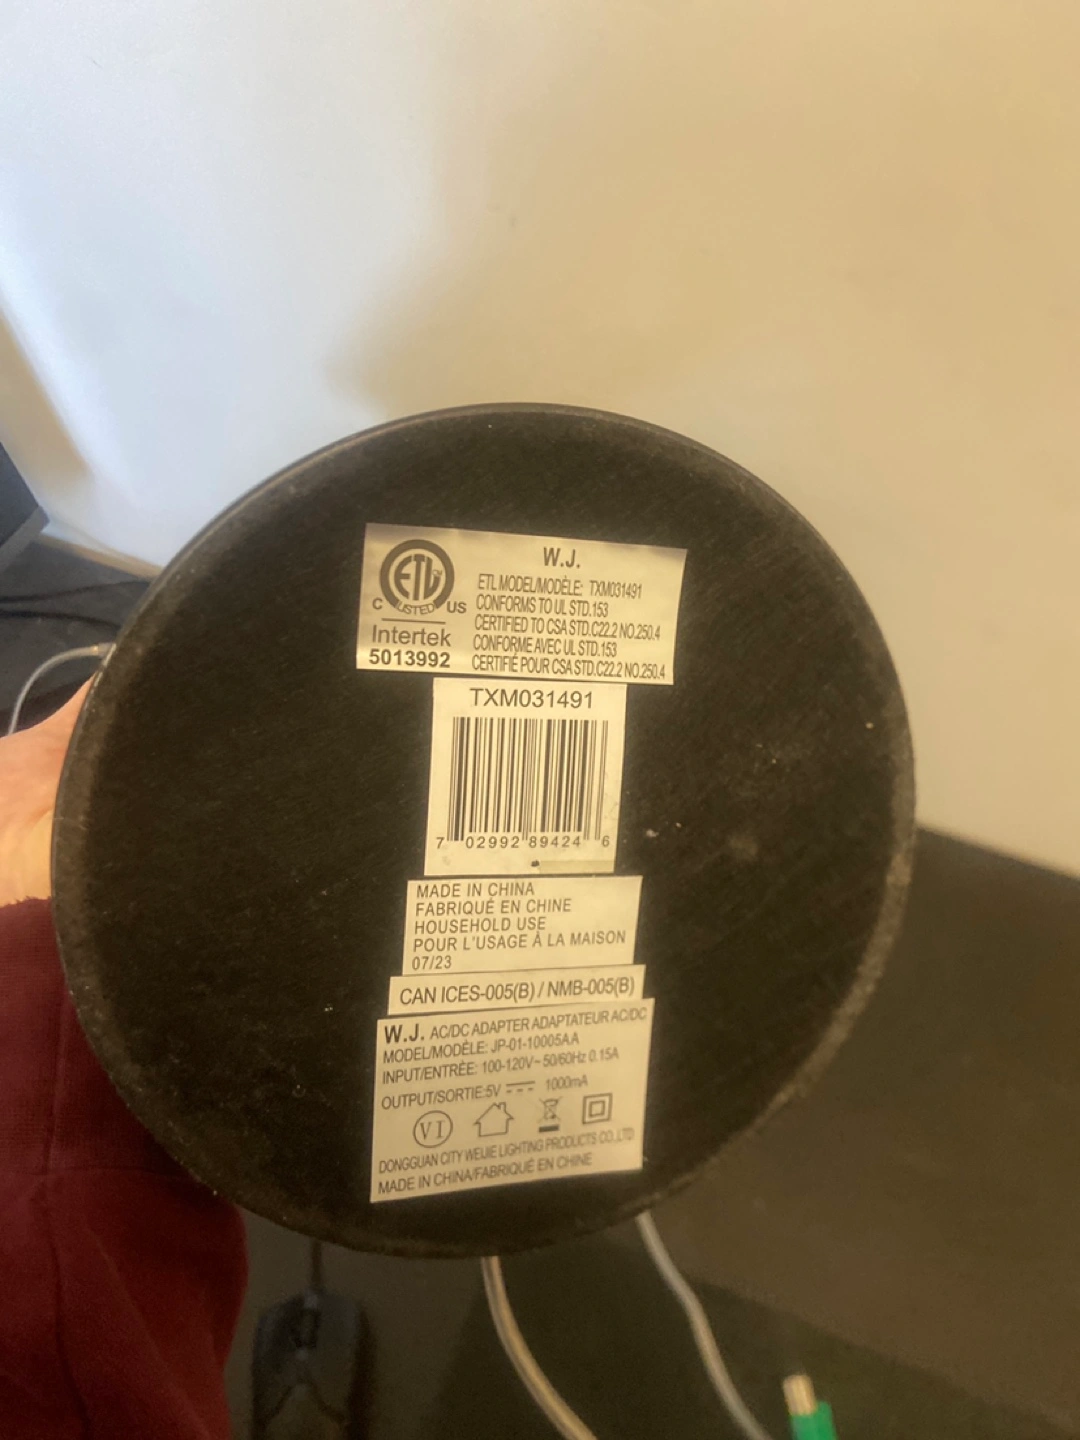 W.J.
ETL MODEL/MODÈLE: TXM031491
CONFORMS TO UL STD.153
CERTIFIED TO CSA STD.C22.2 NO.250.4
CONFORME AVEC UL STD.153
CERTIFIÉ POUR CSA STD.C22.2 NO.250.4
ETL
C LISTED US
Intertek
5013992
TXM031491
7 02992 89424 6
MADE IN CHINA
FABRIQUÉ EN CHINE
HOUSEHOLD USE
POUR L'USAGE À LA MAISON
07/23
CAN ICES-005(B) / NMB-005(B)
W.J. AC/DC ADAPTER ADAPTATEUR AC/DC
MODEL/MODÈLE: JP-01-10005AA
INPUT/ENTRÈE: 100-120V~50/60Hz 0.15A
OUTPUT/SORTIE:5V ⎓ 1000mA
VI
DONGGUAN CITY WEIJIE LIGHTING PRODUCTS CO.,LTD
MADE IN CHINA/FABRIQUÉ EN CHINE